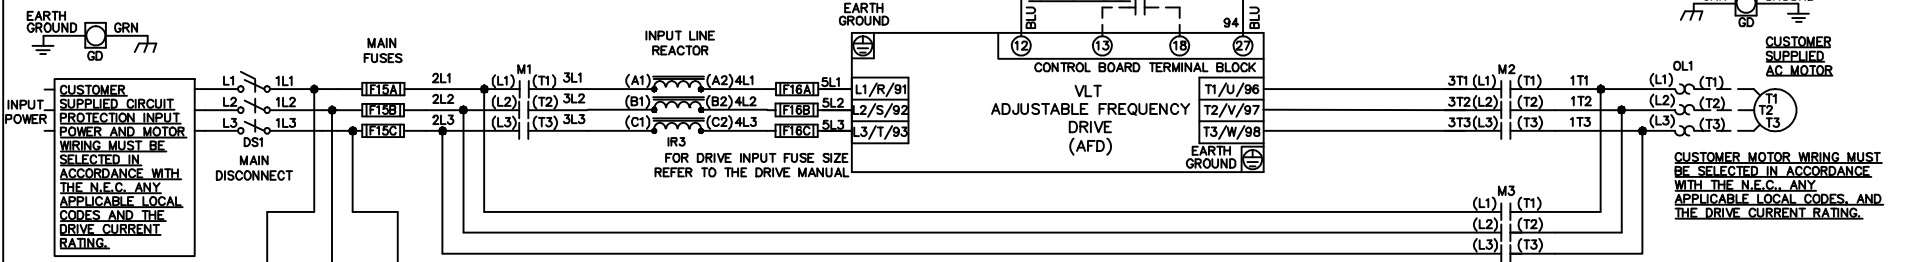 EARTH
GROUND
GRN
GD
INPUT
POWER
CUSTOMER
SUPPLIED CIRCUIT
PROTECTION INPUT
POWER AND MOTOR
WIRING MUST BE
SELECTED IN
ACCORDANCE WITH
THE N.E.C. ANY
APPLICABLE LOCAL
CODES AND THE
DRIVE CURRENT
RATING.
L1 1L1
L2 1L2
L3 1L3
DS1
MAIN
DISCONNECT
MAIN
FUSES
F15A
F15B
F15C
2L1
2L2
2L3
M1
(L1) (T1) 3L1
(L2) (T2) 3L2
(L3) (T3) 3L3
INPUT LINE
REACTOR
(A1) (A2) 4L1
(B1) (B2) 4L2
(C1) (C2) 4L3
IR3
F16A 5L1
F16B 5L2
F16C 5L3
FOR DRIVE INPUT FUSE SIZE
REFER TO THE DRIVE MANUAL
EARTH
GROUND
L1/R/91
L2/S/92
L3/T/93
BLU
94
BLU
12
13
18
27
CONTROL BOARD TERMINAL BLOCK
VLT
ADJUSTABLE FREQUENCY
DRIVE
(AFD)
T1/U/96
T2/V/97
T3/W/98
EARTH
GROUND
M2
3T1 (L1) (T1) 1T1
3T2(L2) (T2) 1T2
3T3(L3) (T3) 1T3
M3
(L1) (T1)
(L2) (T2)
(L3) (T3)
GD
CUSTOMER
SUPPLIED
AC MOTOR
OL1
(L1) (T1)
(L2) (T2)
(L3) (T3)
T1
T2
T3
CUSTOMER MOTOR WIRING MUST
BE SELECTED IN ACCORDANCE
WITH THE N.E.C., ANY
APPLICABLE LOCAL CODES, AND
THE DRIVE CURRENT RATING.